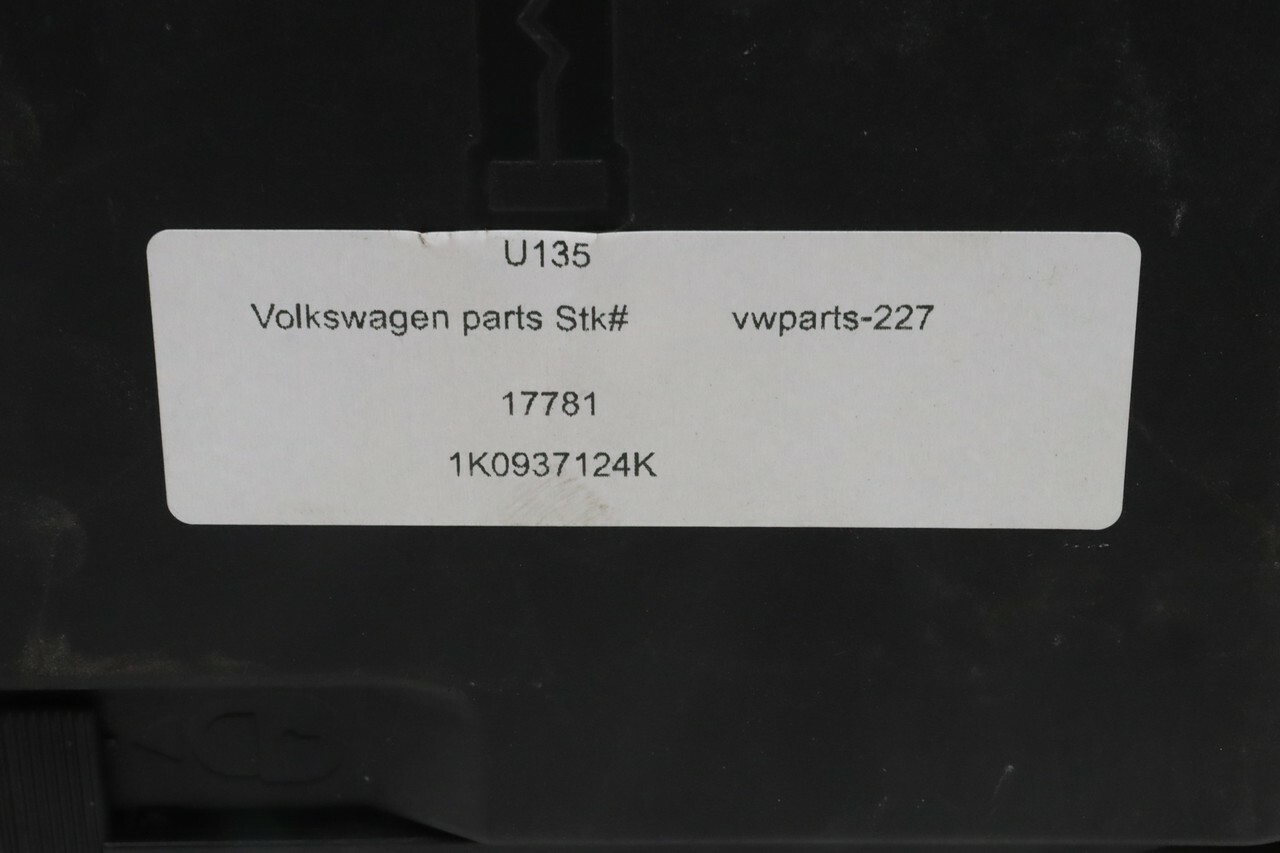 U135
Volkswagen parts Stk# vwparts-227
17781
1K0937124K